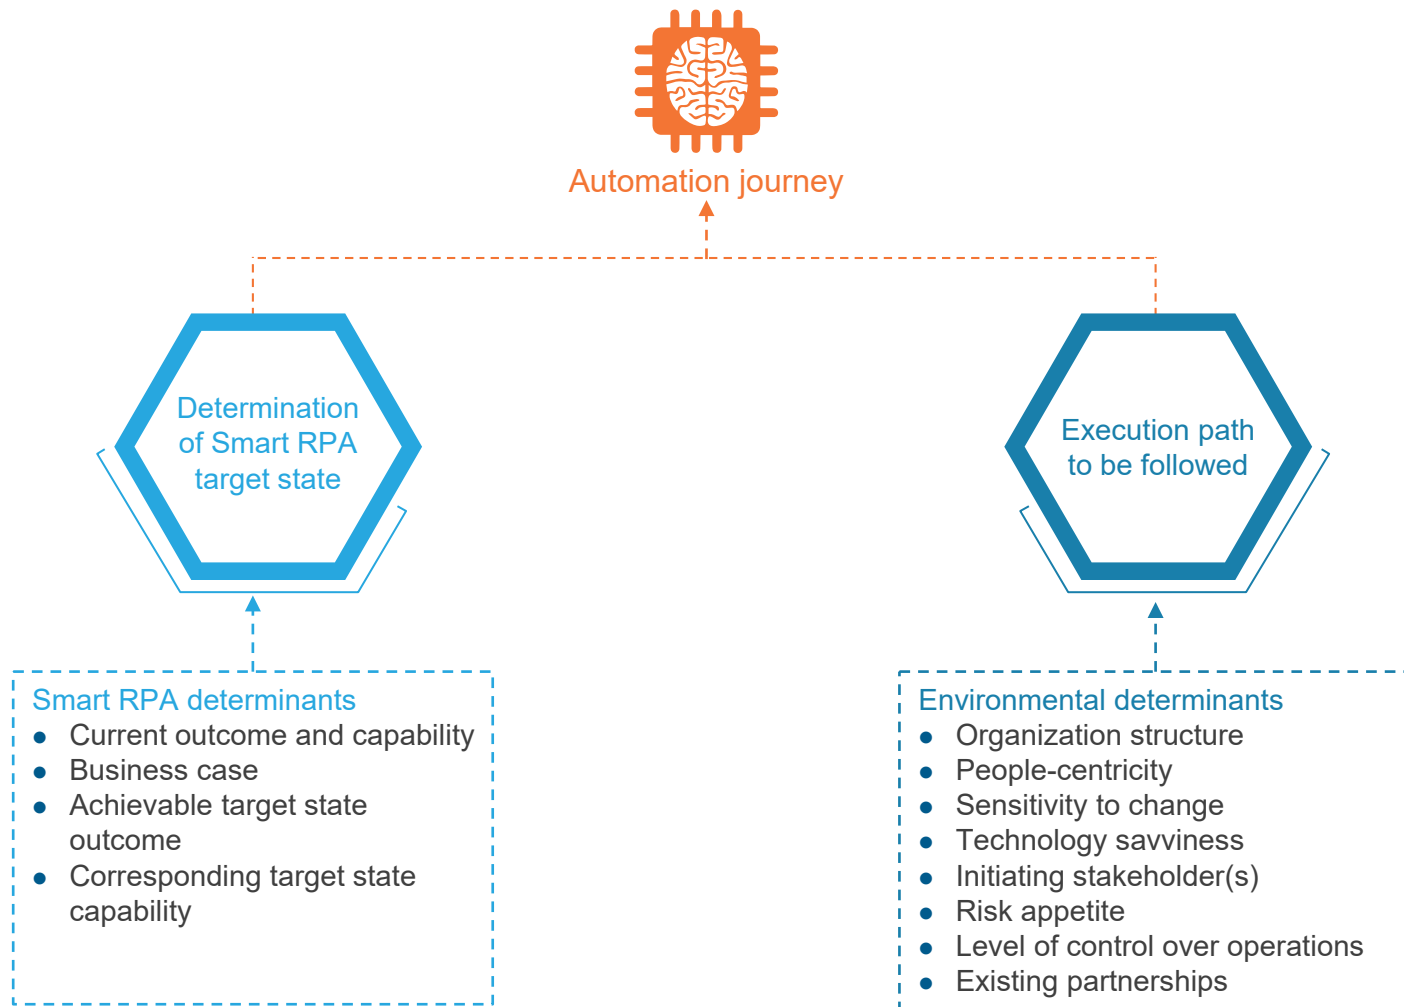 Automation journey
Determination
of Smart RPA
target state
Execution path
to be followed
Smart RPA determinants
● Current outcome and capability
● Business case
● Achievable target state
outcome
● Corresponding target state
capability
Environmental determinants
● Organization structure
● People-centricity
● Sensitivity to change
● Technology savviness
● Initiating stakeholder(s)
● Risk appetite
● Level of control over operations
● Existing partnerships